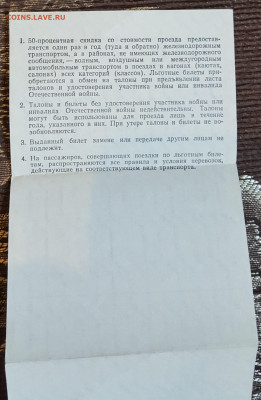 COINS.LASV.RU
1. 50-процентная скидка со стоимости проезда предостав-
ляется один раз в год (туда и обратно) железнодорожным
транспортом, а в районах, не имеющих железнодорожного
сообщения, — водным, воздушным или междугородным
автомобильным транспортом в поездах и вагонах (каютах,
салонах) всех категорий (классов). Льготные билеты при-
обретаются в обмен на талоны при предъявлении листа
талонов и удостоверения участника войны или инвалида
Отечественной войны.
2. Талоны и билеты без удостоверения участника войны или
инвалида Отечественной войны недействительны. Талоны
могут быть использованы для проезда лишь в течение
года, указанного в них. При утере талоны и билеты не во-
зобновляются.
3. Выданный билет замене или передаче другим лицам не
подлежит.
4. На пассажиров, совершающих поездки по льготным биле-
там, распространяются все правила и условия перевозок,
действующие на соответствующем виде транспорта.